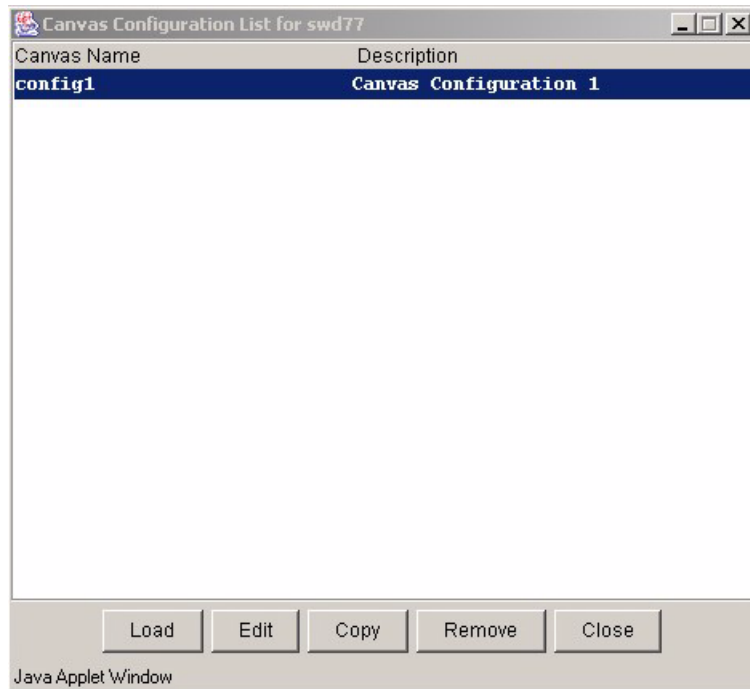 Canvas Configuration List for swd77
Canvas Name Description
config1 Canvas Configuration 1
Load Edit Copy Remove Close
Java Applet Window